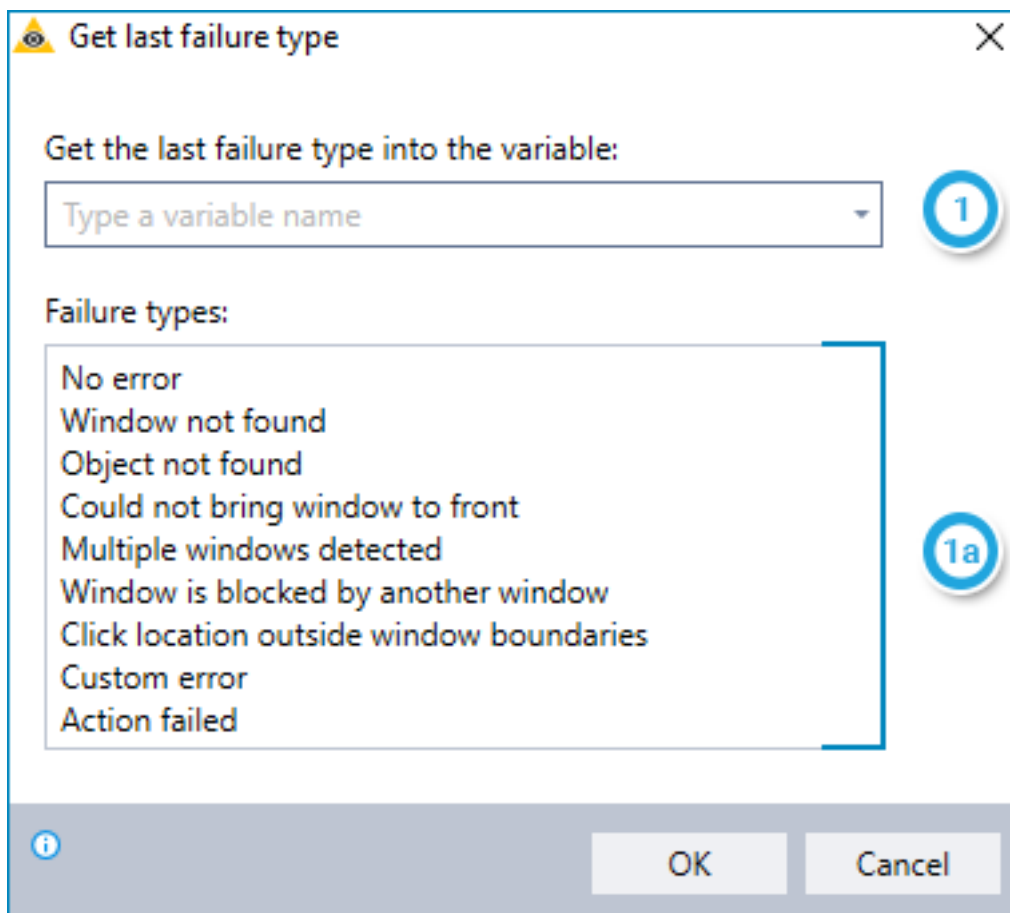 Get last failure type
Get the last failure type into the variable:
Type a variable name
1
Failure types:
No error
Window not found
Object not found
Could not bring window to front
Multiple windows detected
Window is blocked by another window
Click location outside window boundaries
Custom error
Action failed
1a
OK
Cancel